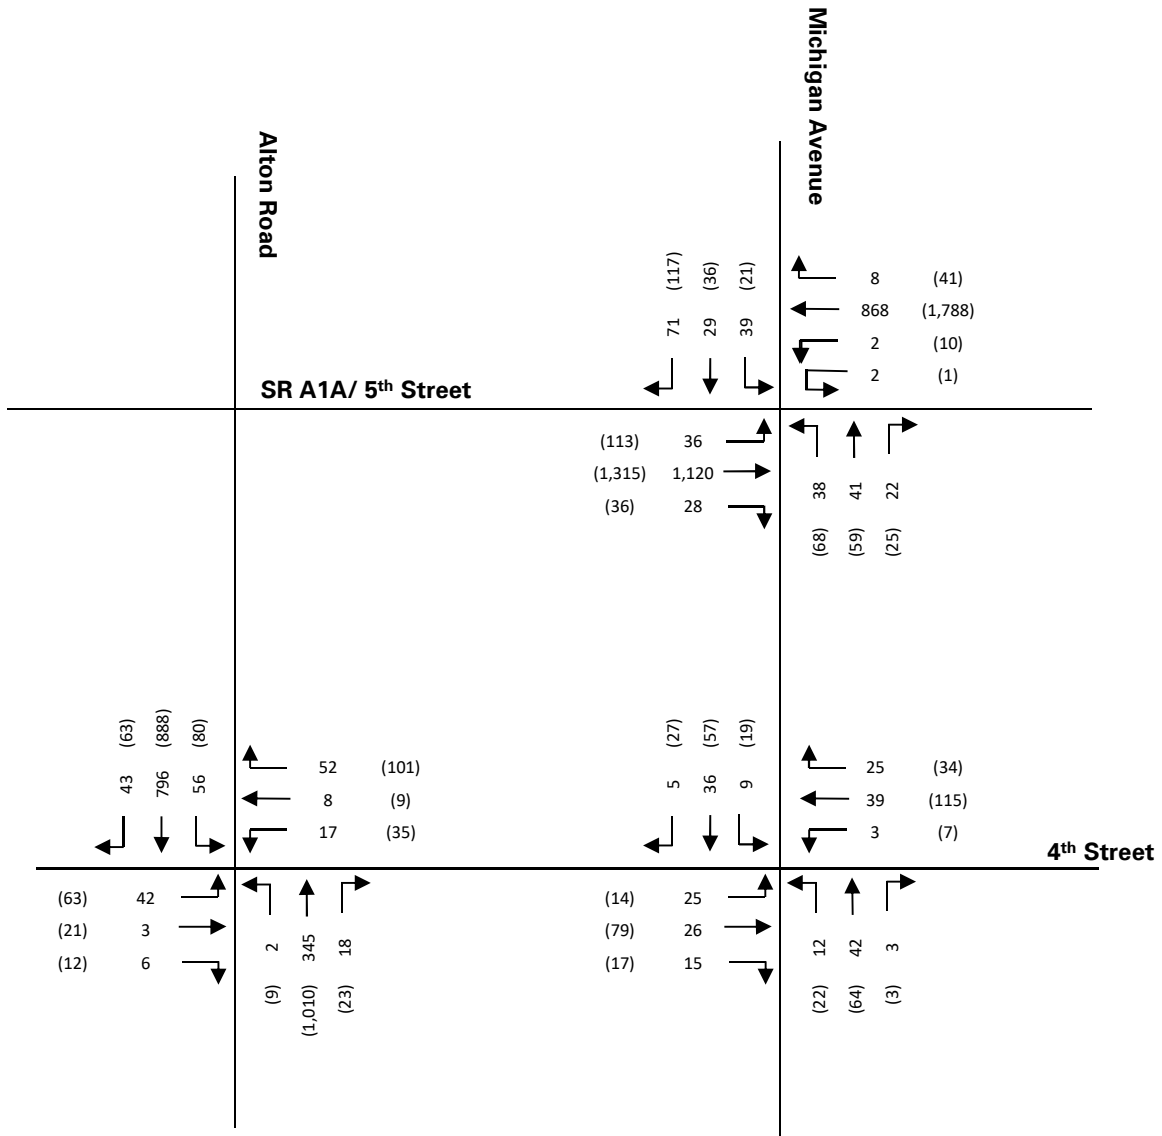 Michigan Avenue
Alton Road
(117) (36) (21)
71 29 39
8 (41)
868 (1,788)
2 (10)
2 (1)
SR A1A/ 5th Street
(113) 36
(1,315) 1,120
(36) 28
38 41 22
(68) (59) (25)
(63) (888) (80)
43 796 56
52 (101)
8 (9)
17 (35)
(27) (57) (19)
5 36 9
25 (34)
39 (115)
3 (7)
4th Street
(63) 42
(21) 3
(12) 6
2 345 18
(9) (1,010) (23)
(14) 25
(79) 26
(17) 15
12 42 3
(22) (64) (3)